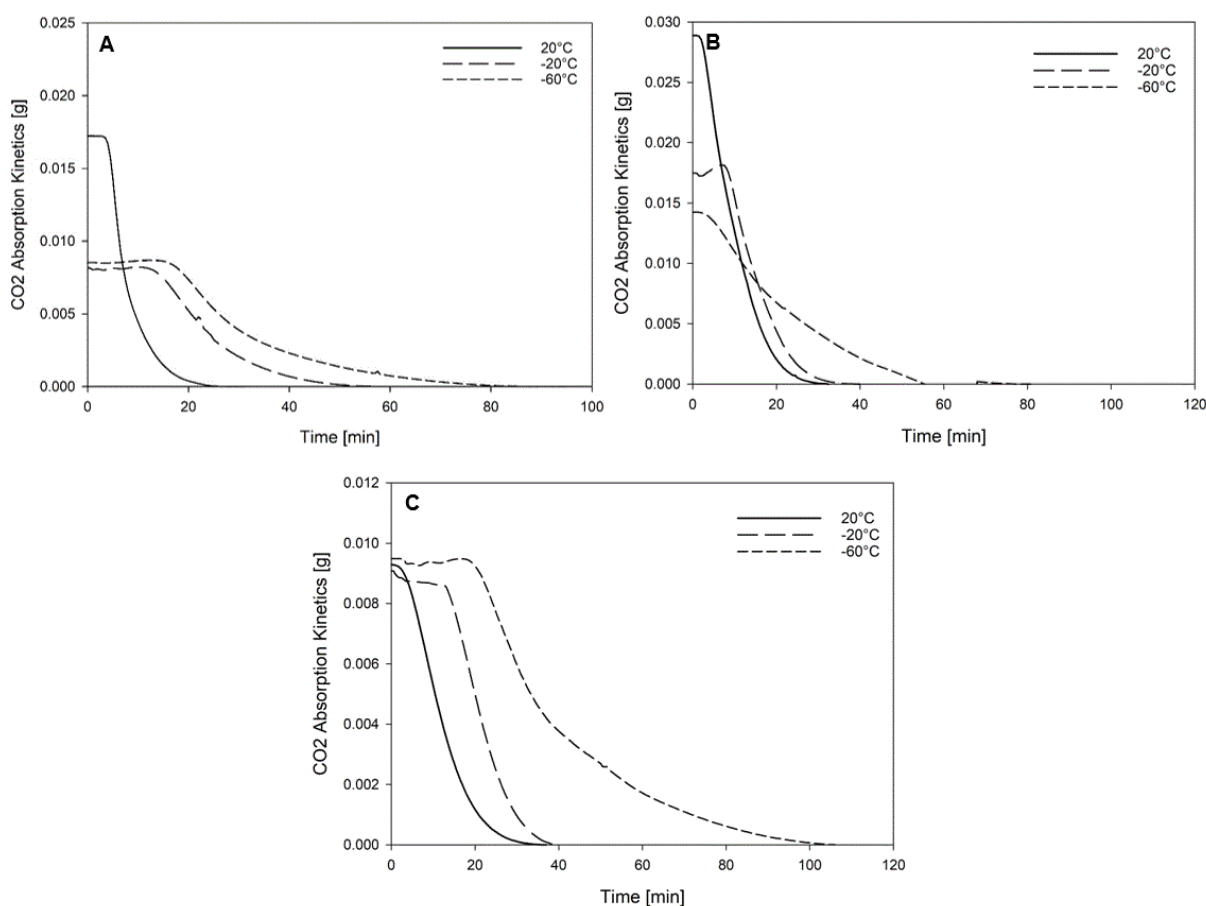 A
20°C
-20°C
-60°C
0.025
0.020
0.015
0.010
0.005
0.000
CO2 Absorption Kinetics [g]
0 20 40 60 80 100
Time [min]
B
20°C
-20°C
-60°C
0.030
0.025
0.020
0.015
0.010
0.005
0.000
CO2 Absorption Kinetics [g]
0 20 40 60 80 100 120
Time [min]
C
20°C
-20°C
-60°C
0.012
0.010
0.008
0.006
0.004
0.002
0.000
CO2 Absorption Kinetics [g]
0 20 40 60 80 100 120
Time [min]